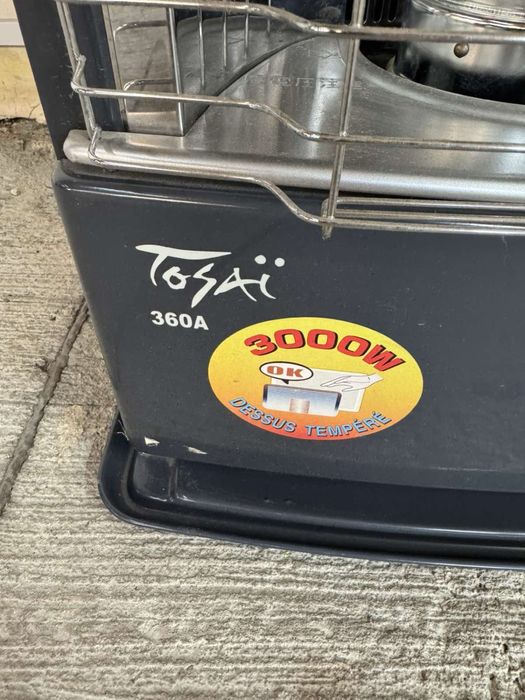 Tosaï
360A
3000W
OK
DESSUS TEMPÉRÉ